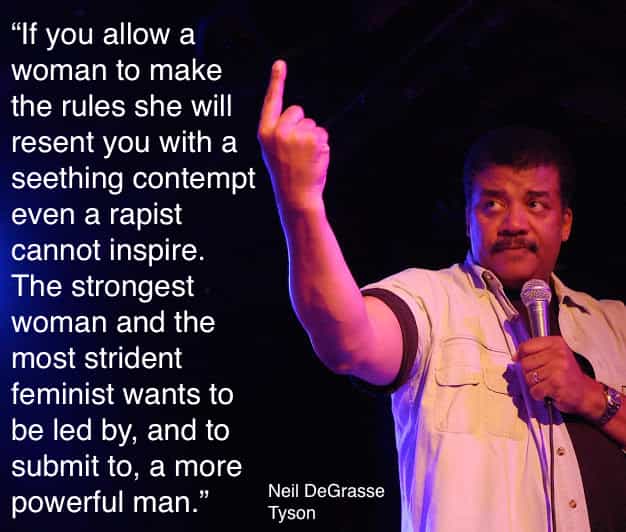 “If you allow a
woman to make
the rules she will
resent you with a
seething contempt
even a rapist
cannot inspire.
The strongest
woman and the
most strident
feminist wants to
be led by, and to
submit to, a more
powerful man.”
Neil DeGrasse
Tyson